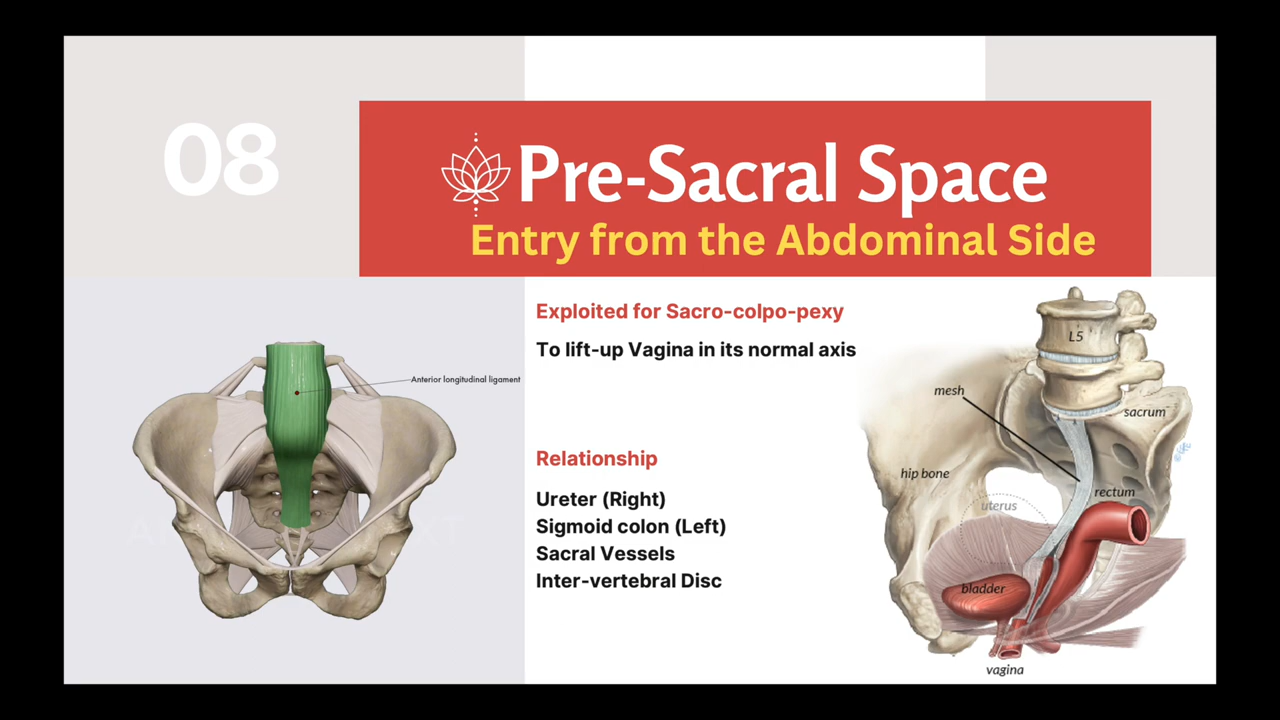 08
Pre-Sacral Space
Entry from the Abdominal Side
Anterior longitudinal ligament
Exploited for Sacro-colpo-pexy
To lift-up Vagina in its normal axis
Relationship
Ureter (Right)
Sigmoid colon (Left)
Sacral Vessels
Inter-vertebral Disc
L5
mesh
sacrum
hip bone
rectum
uterus
bladder
vagina